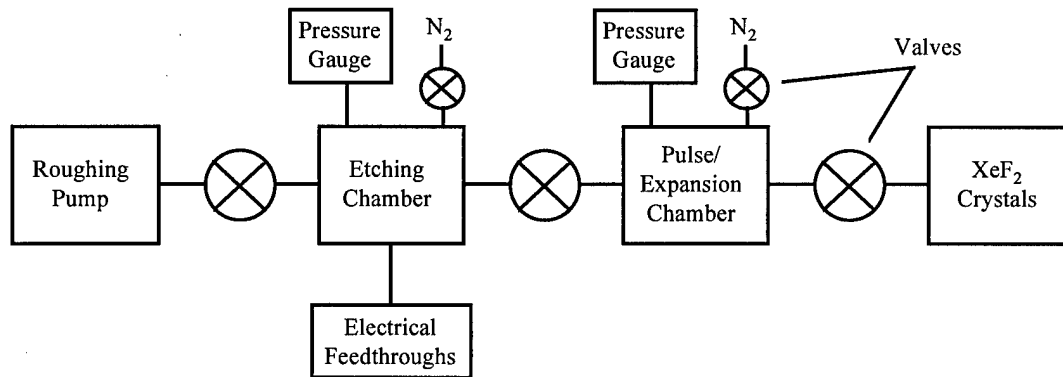 Pressure
Gauge
N₂
Pressure
Gauge
N₂
Valves
Roughing
Pump
Etching
Chamber
Pulse/
Expansion
Chamber
XeF₂
Crystals
Electrical
Feedthroughs